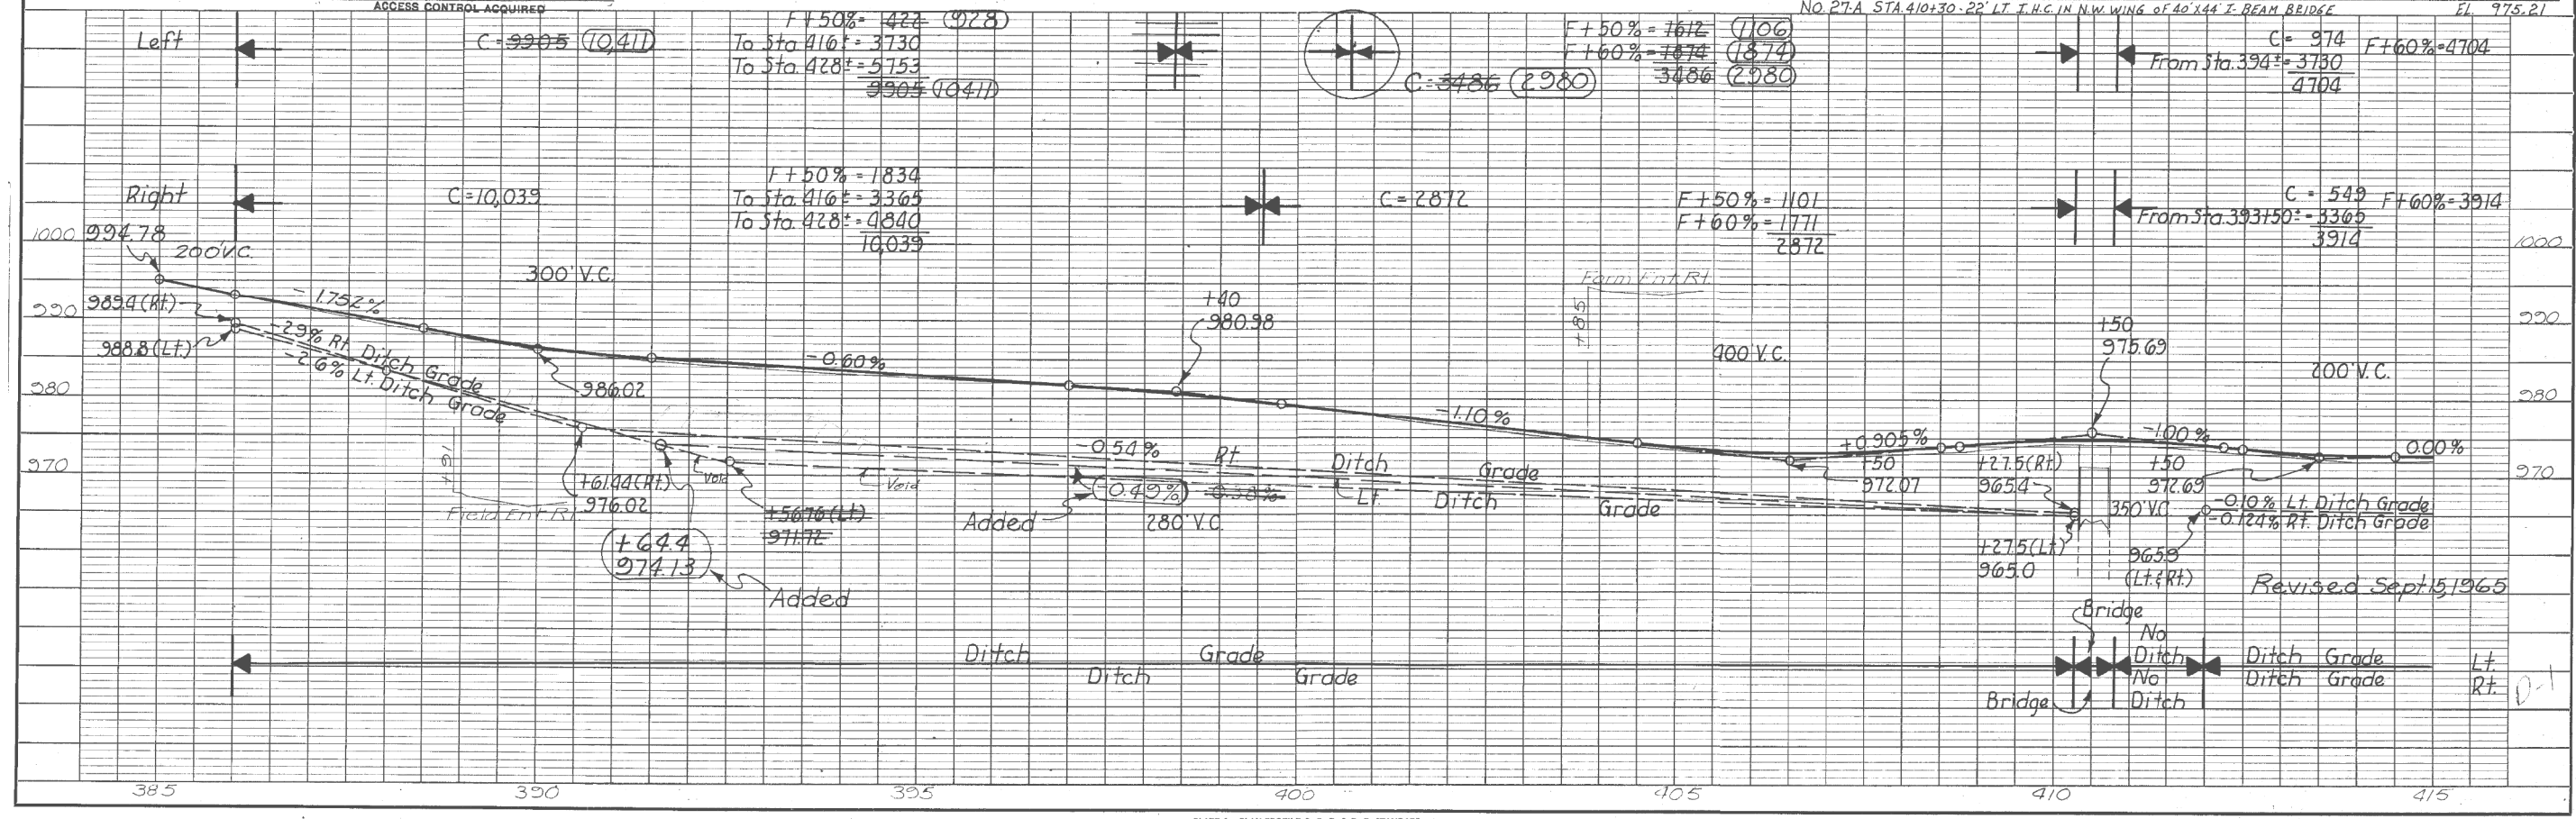 ACCESS CONTROL ACQUIRED
NO. 27-A STA. 410+30 - 22' LT I.H.C. IN N.W. WING OF 40'X44' I-BEAM BRIDGE EL. 975.21
Left
C = 9905 (10,411)
F + 50% = 422 (928)
To Sta 416± = 3730
To Sta. 428± = 5753
9905 (10411)
C = 3486 (2980)
F + 50% = 1612 (1106)
F + 60% = 1874 (1874)
3486 (2980)
C = 974 F+60%=4704
From Sta. 394± = 3730
4704
Right
C = 10,039
F + 50% = 1834
To Sta. 416± = 3365
To Sta. 428± = 4840
10,039
C = 2872
F + 50% = 1101
F + 60% = 1771
2872
C = 549 F+60%=3914
From Sta. 393+50± = 3365
3914
1000 994.78
1000
200' V.C.
300' V.C.
Farm Ent. Rt.
+85
990 989.4 (Rt.)
990
-1.752%
988.8 (Lt.)
-2.9% Rt. Ditch Grade
-2.6% Lt. Ditch Grade
986.02
-0.60%
+40
980.98
400' V.C.
+50
975.69
200' V.C.
980
980
-1.10%
+0.905%
-1.00%
0.00%
970
970
+91
Field Ent. Rt.
+61.44 (Rt.)
976.02
Void
Void
-0.54% Rt Ditch Grade
(-0.49%)
Lt. Ditch Grade
Added
280' V.C.
+56.76 (Lt.)
971.72
+64.4
974.13
Added
+50
972.07
+27.5 (Rt.)
965.4
+50
972.69
350' V.C.
-0.10% Lt. Ditch Grade
-0.124% Rt. Ditch Grade
+27.5 (Lt.)
965.0
965.9
(Lt. & Rt.)
Revised Sept. 15, 1965
Bridge
Ditch Grade
No Ditch
Ditch Grade Lt.
Ditch Grade
No Ditch
Ditch Grade Rt.
Bridge
D-1
385 390 395 400 405 410 415